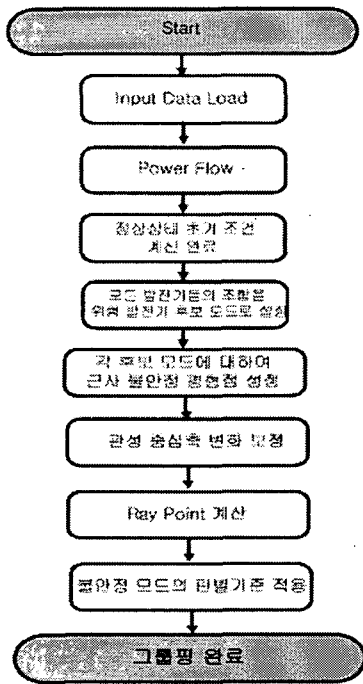 Start
Input Data Load
Power Flow
정상상태 초기 조건
계산 완료
모든 발전기들의 조합을
위험 발전기 후보 모드로 설정
각 후보 모드에 대하여
근사 불안정 평형점 설정
관성 중심축 변화 보정
Ray Point 계산
불안정 모드의 판별기준 적용
그룹핑 완료